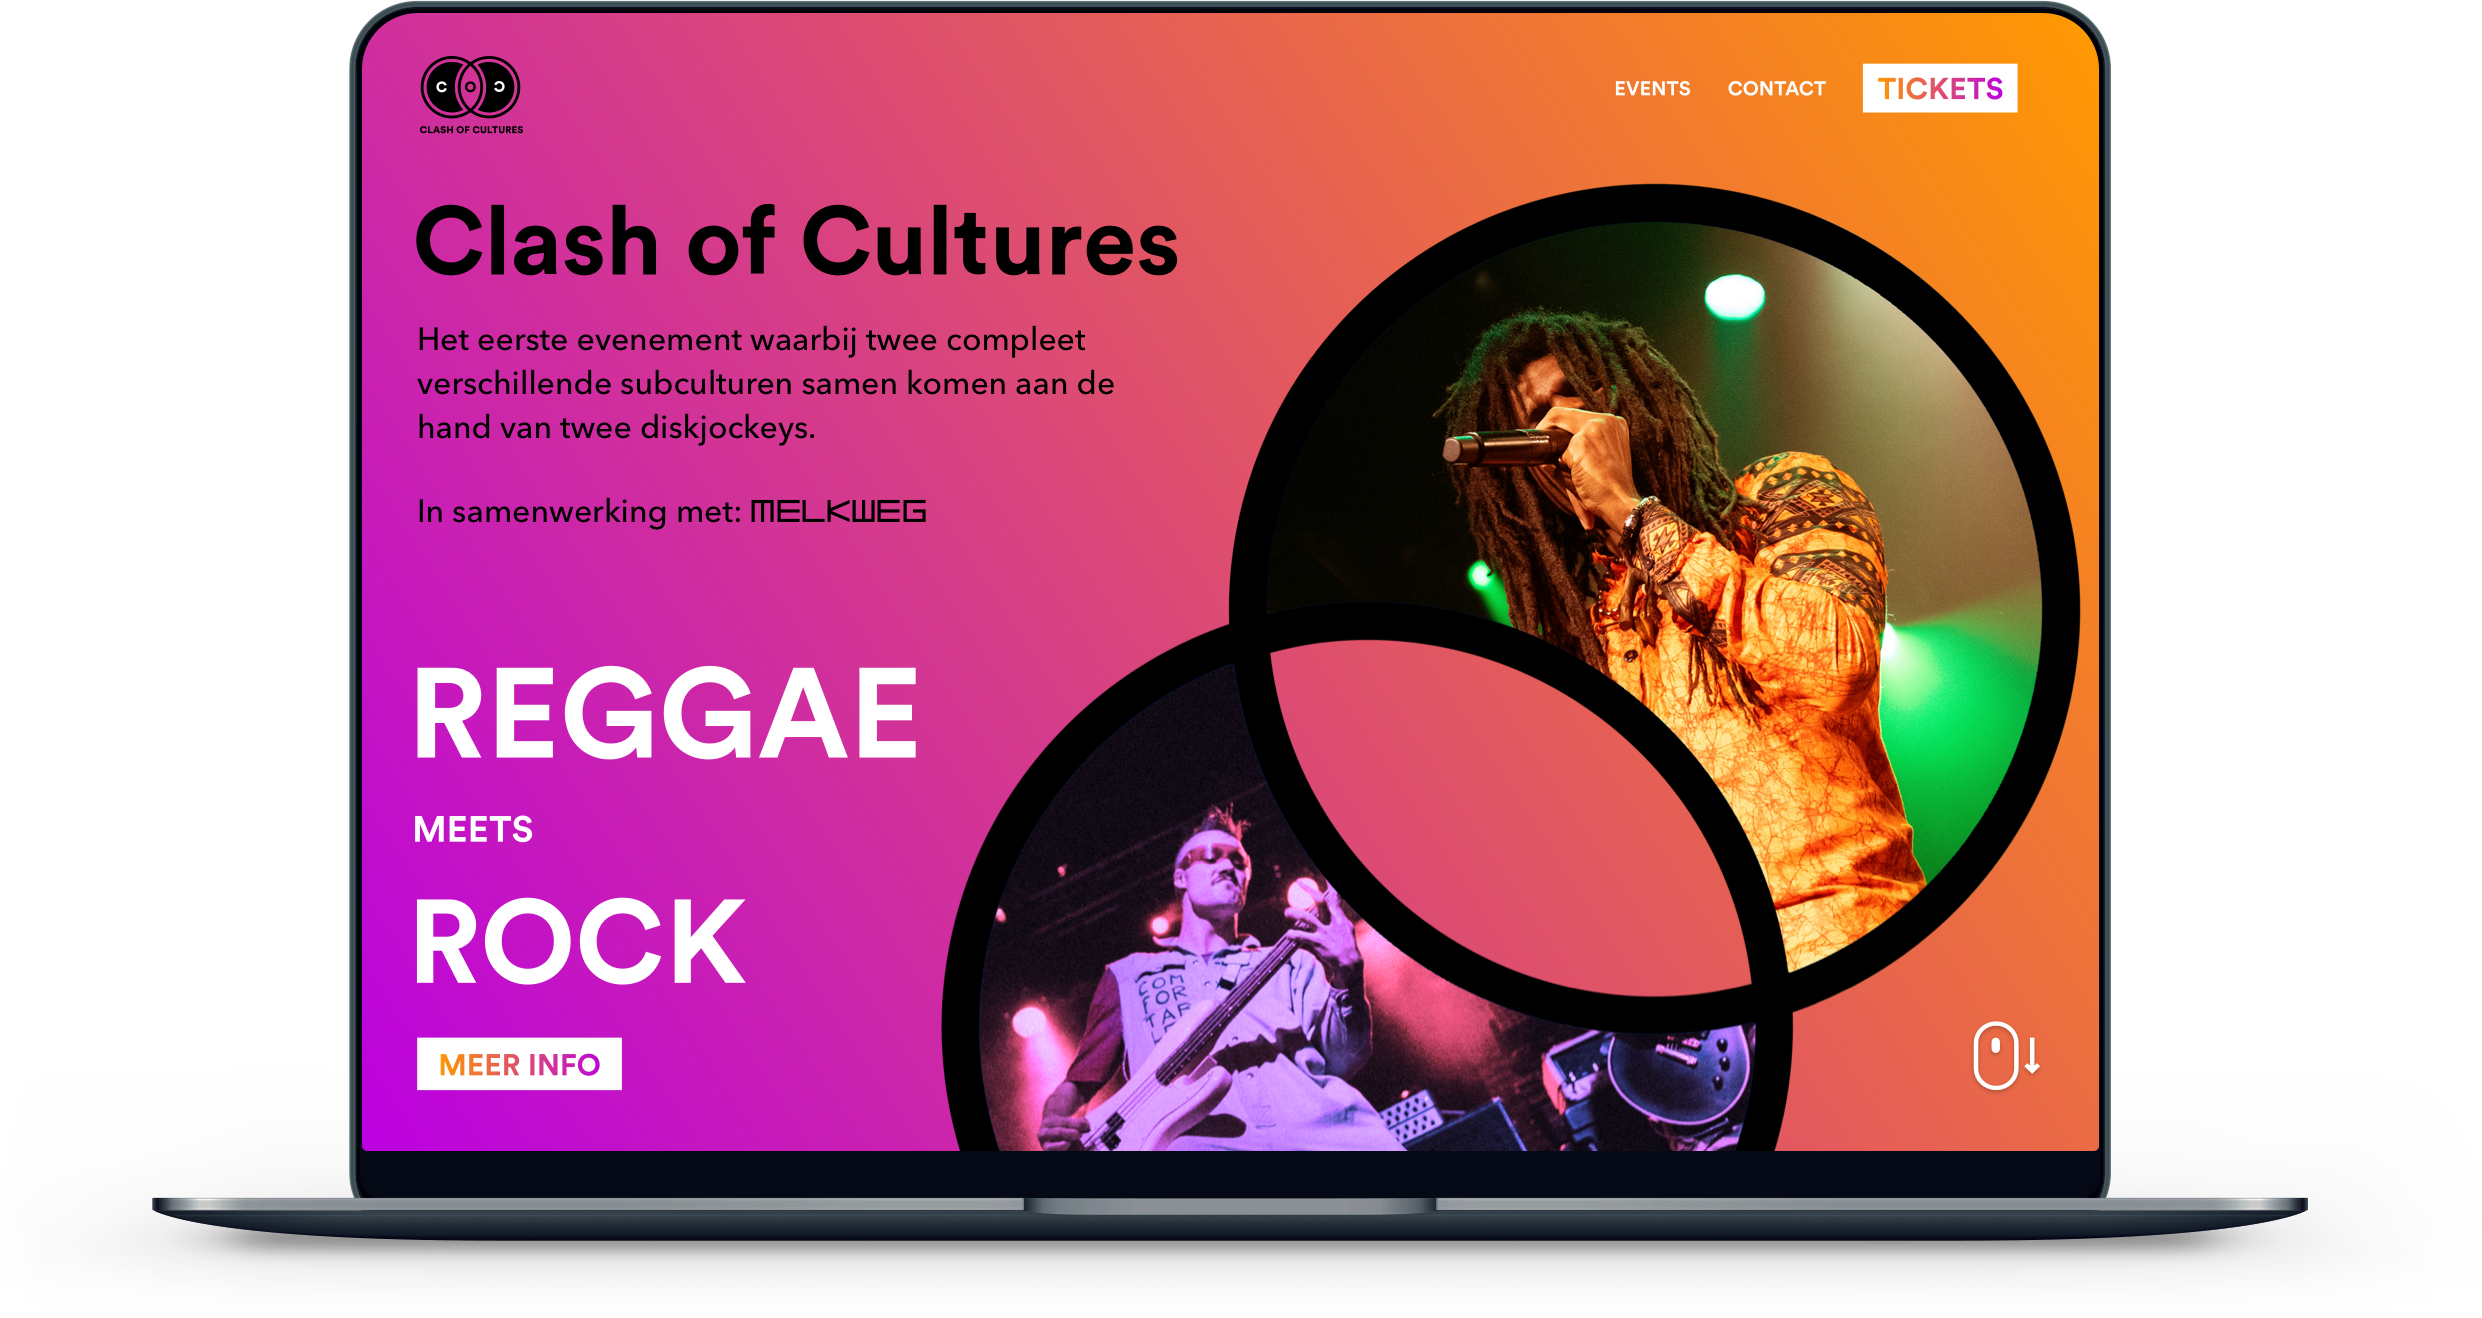 C O C
CLASH OF CULTURES
EVENTS CONTACT TICKETS
Clash of Cultures
Het eerste evenement waarbij twee compleet
verschillende subculturen samen komen aan de
hand van twee diskjockeys.
In samenwerking met: MELKWEG
REGGAE
MEETS
ROCK
MEER INFO